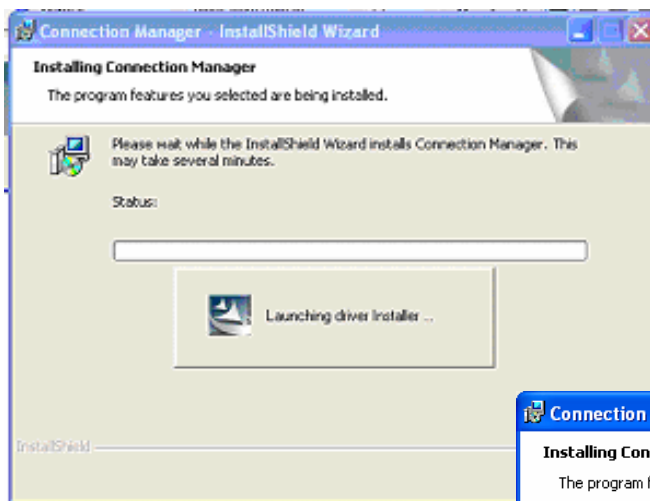 Connection Manager - InstallShield Wizard
Installing Connection Manager
The program features you selected are being installed.
Please wait while the InstallShield Wizard installs Connection Manager. This
may take several minutes.
Status:
Launching driver Installer ...
InstallShield
Connection
Installing Con
The program f